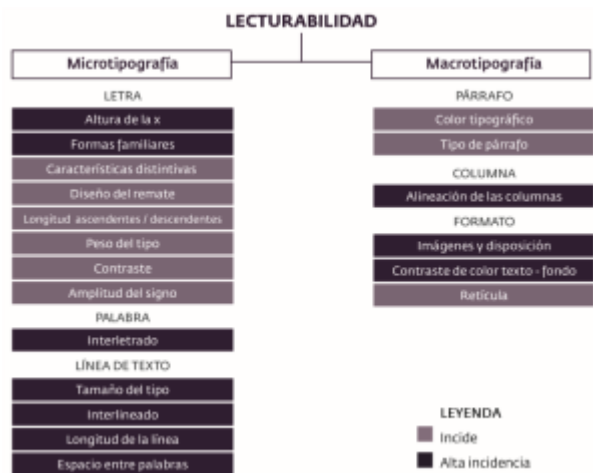 LECTURABILIDAD
Microtipografía
LETRA
Altura de la x
Formas familiares
Características distintivas
Diseño del remate
Longitud ascendentes / descendentes
Peso del tipo
Contraste
Amplitud del signo
PALABRA
Interletrado
LÍNEA DE TEXTO
Tamaño del tipo
Interlineado
Longitud de la línea
Espacio entre palabras
Macrotipografía
PÁRRAFO
Color tipográfico
Tipo de párrafo
COLUMNA
Alineación de las columnas
FORMATO
Imágenes y disposición
Contraste de color texto - fondo
Retícula
LEYENDA
Incide
Alta incidencia